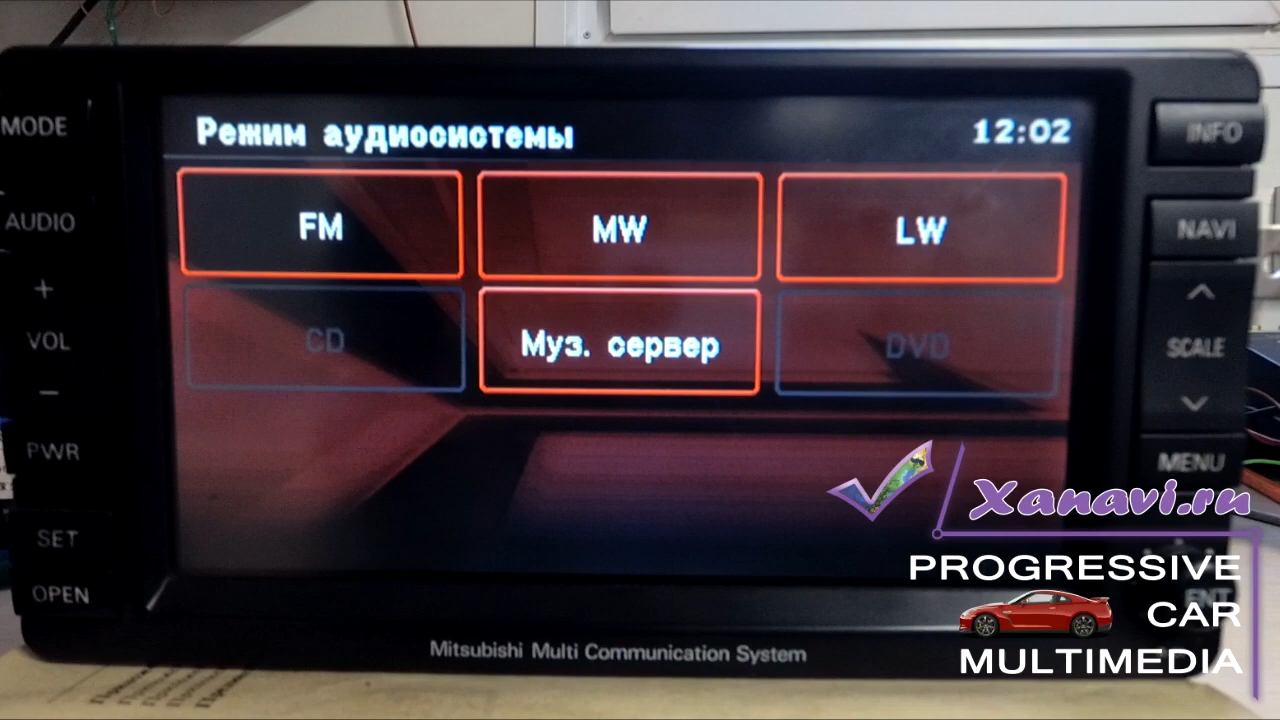 MODE
AUDIO
+
VOL
−
PWR
SET
OPEN
Режим аудиосистемы 12:02
FM MW LW
CD Муз. сервер DVD
INFO
NAVI
SCALE
MENU
ENT
Mitsubishi Multi Communication System
Xanavi.ru
PROGRESSIVE
CAR
MULTIMEDIA